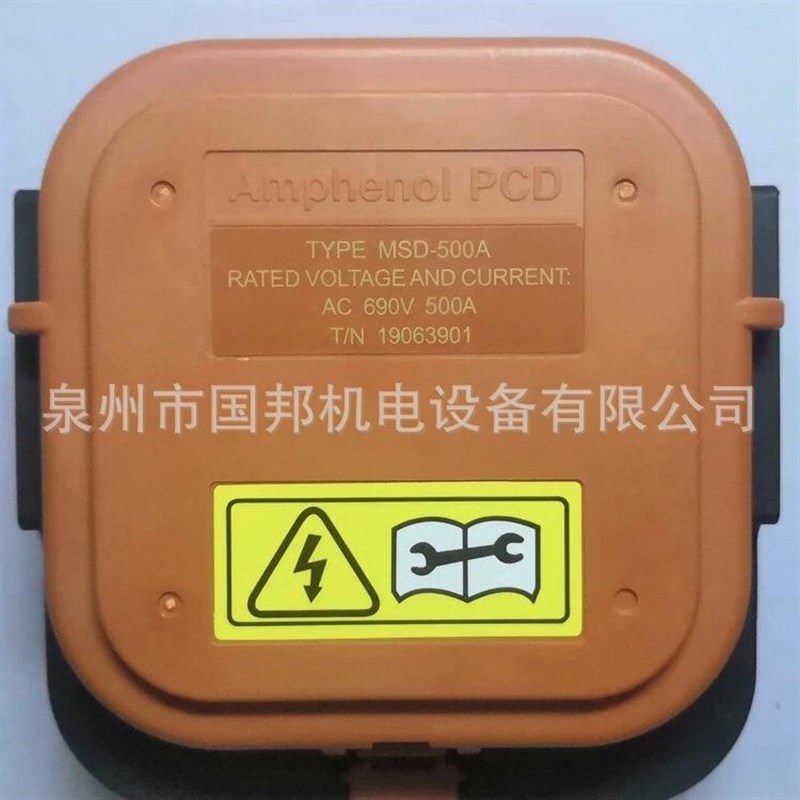 Amphenol PCD
TYPE MSD-500A
RATED VOLTAGE AND CURRENT:
AC 690V 500A
T/N 19063901
泉州市国邦机电设备有限公司